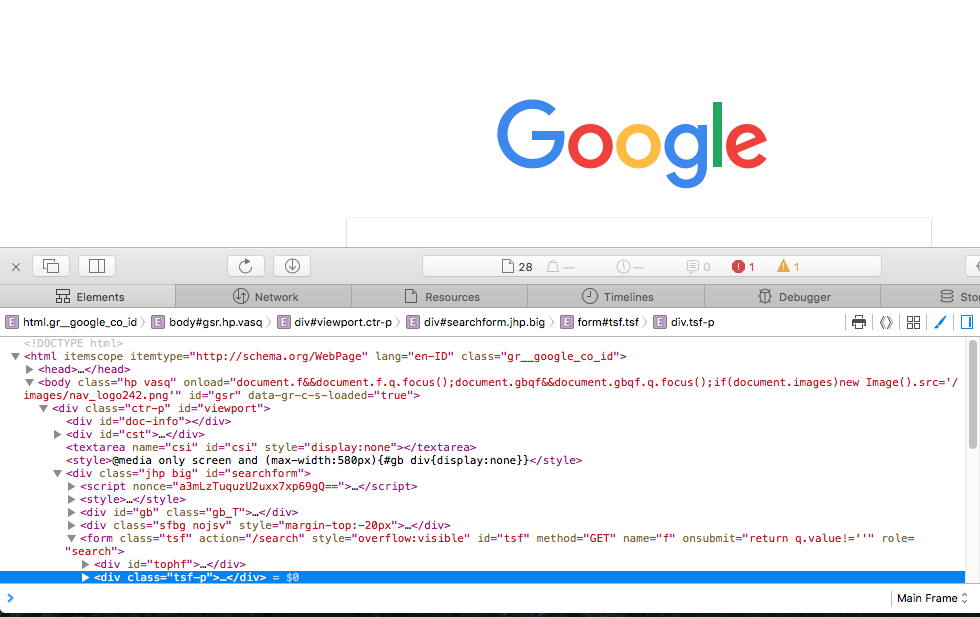 Google
28 — — 0 1 1
Elements Network Resources Timelines Debugger Sto
E html.gr__google_co_id E body#gsr.hp.vasq E div#viewport.ctr-p E div#searchform.jhp.big E form#tsf.tsf E div.tsf-p
<!DOCTYPE html>
<html itemscope itemtype="http://schema.org/WebPage" lang="en-ID" class="gr__google_co_id">
<head>…</head>
<body class="hp vasq" onload="document.f&&document.f.q.focus();document.gbqf&&document.gbqf.q.focus();if(document.images)new Image().src='/
images/nav_logo242.png'" id="gsr" data-gr-c-s-loaded="true">
<div class="ctr-p" id="viewport">
<div id="doc-info"></div>
<div id="cst">…</div>
<textarea name="csi" id="csi" style="display:none"></textarea>
<style>@media only screen and (max-width:580px){#gb div{display:none}}</style>
<div class="jhp big" id="searchform">
<script nonce="a3mLzTuquzU2uxx7xp69gQ==">…</script>
<style>…</style>
<div id="gb" class="gb_T">…</div>
<div class="sfbg nojsv" style="margin-top:-20px">…</div>
<form class="tsf" action="/search" style="overflow:visible" id="tsf" method="GET" name="f" onsubmit="return q.value!=''" role=
"search">
<div id="tophf">…</div>
<div class="tsf-p">…</div> = $0
Main Frame